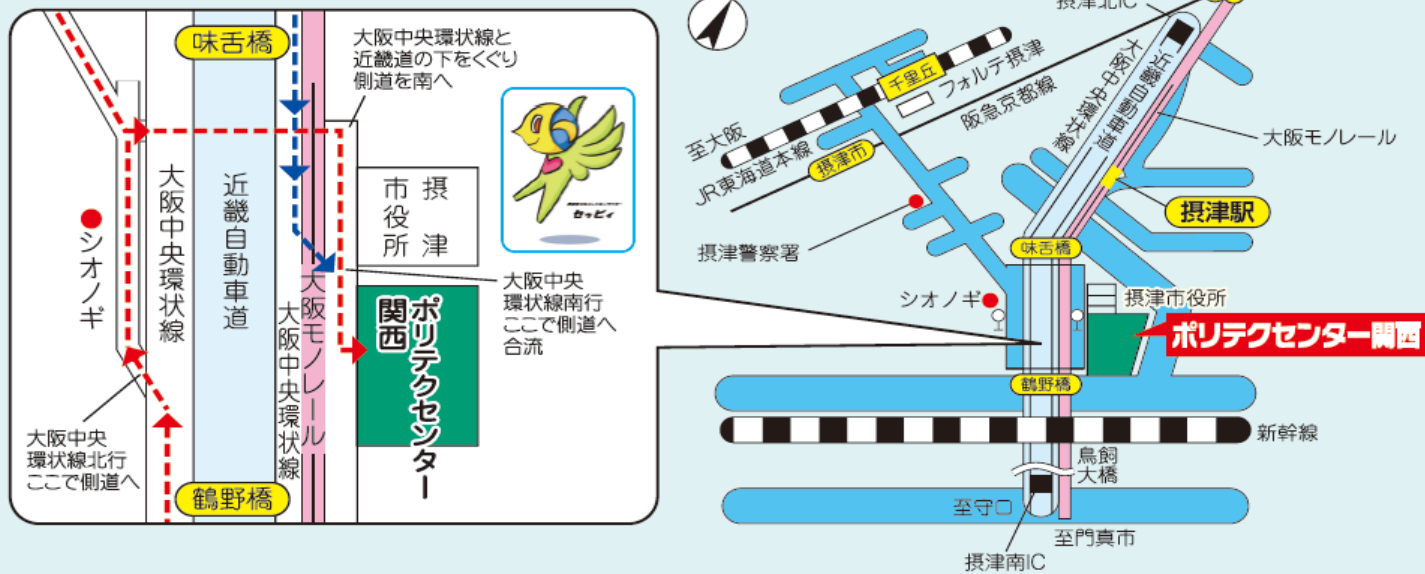 味舌橋
大阪中央環状線と
近畿道の下をくぐり
側道を南へ
セッピィ
摂津
市役所
大阪中央環状線
近畿自動車道
シオノギ
大阪モノレール
大阪中央環状線
大阪中央
環状線南行
ここで側道へ
合流
ポリテクセンター
関西
大阪中央
環状線北行
ここで側道へ
鶴野橋
摂津北IC
千里丘
フォルテ摂津
阪急京都線
至大阪
JR東海道本線
摂津市
大阪中央環状線
近畿自動車道
大阪モノレール
摂津駅
摂津警察署
味舌橋
シオノギ
摂津市役所
ポリテクセンター関西
鶴野橋
新幹線
鳥飼
大橋
至守口
至門真市
摂津南IC